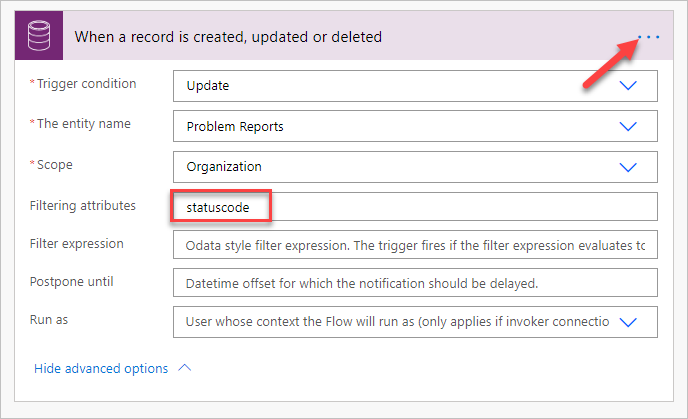 When a record is created, updated or deleted ...
* Trigger condition Update
* The entity name Problem Reports
* Scope Organization
Filtering attributes statuscode
Filter expression Odata style filter expression. The trigger fires if the filter expression evaluates to
Postpone until Datetime offset for which the notification should be delayed.
Run as User whose context the Flow will run as (only applies if invoker connectio
Hide advanced options